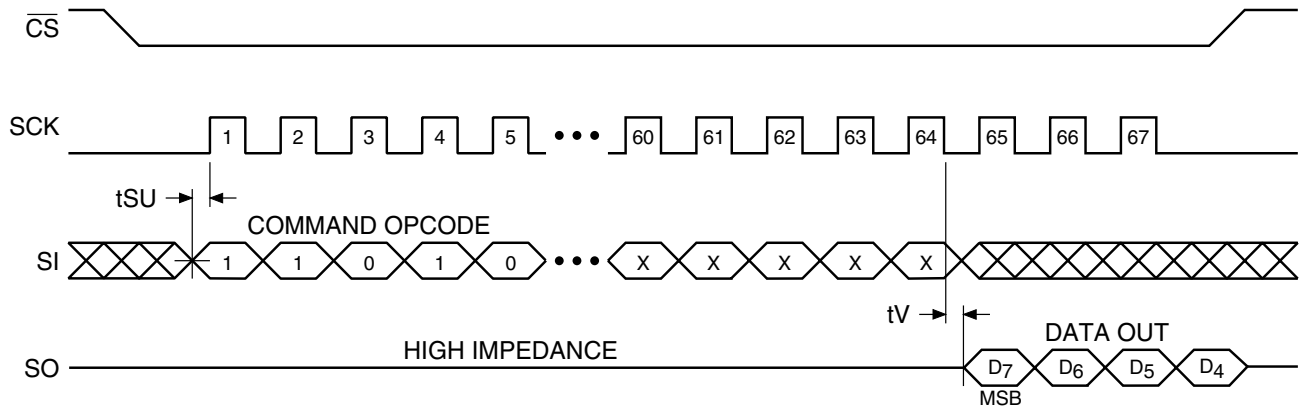 CS
SCK 1 2 3 4 5 ••• 60 61 62 63 64 65 66 67
tSU
COMMAND OPCODE
SI 1 1 0 1 0 ••• X X X X X
tV
HIGH IMPEDANCE
DATA OUT
SO D7 D6 D5 D4
MSB